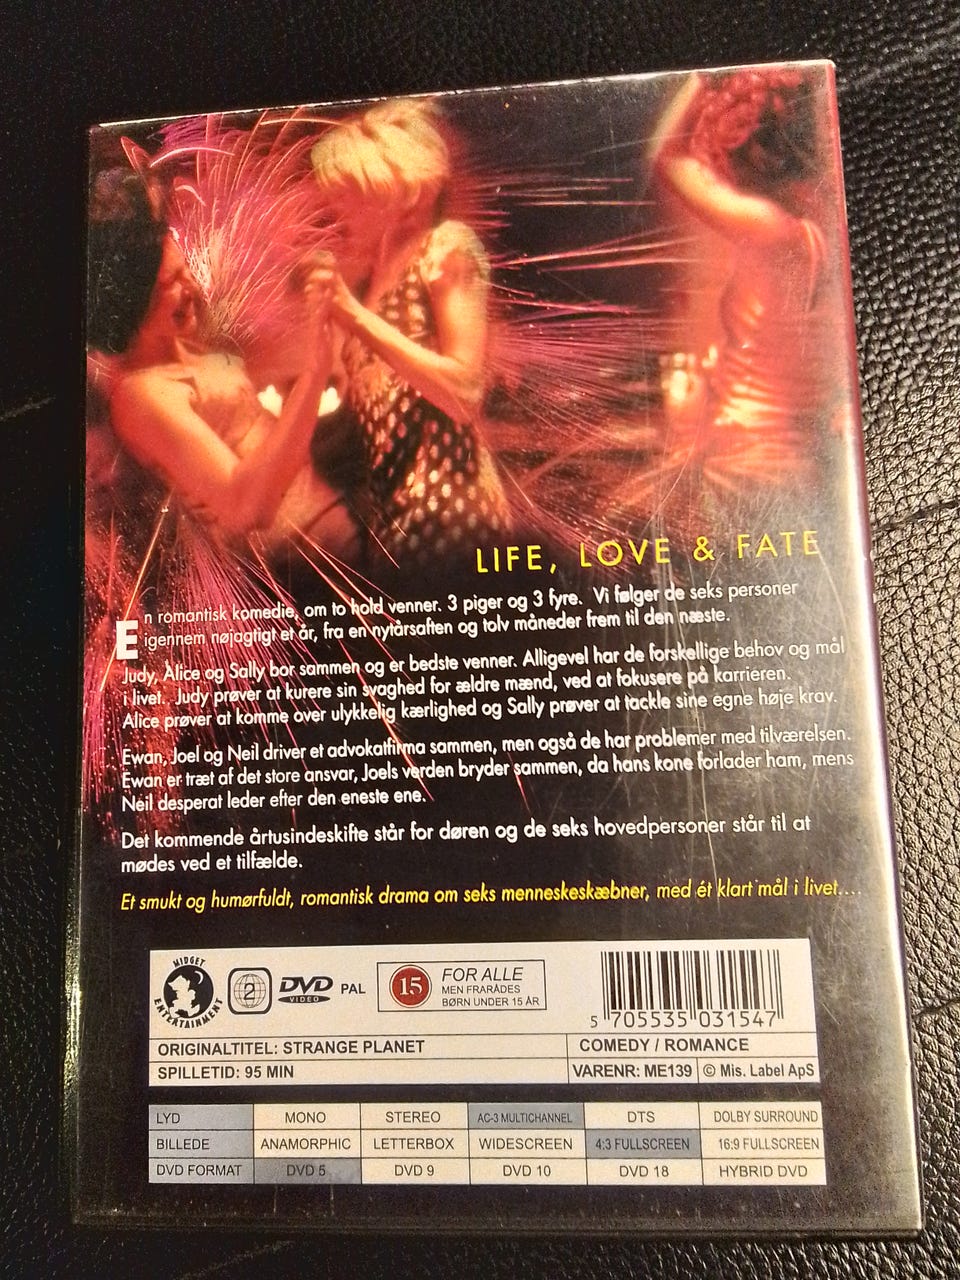 LIFE, LOVE & FATE
En romantisk komedie, om to hold venner. 3 piger og 3 fyre. Vi følger de seks personer
igennem nøjagtigt et år, fra en nytårsaften og tolv måneder frem til den næste.
Judy, Alice og Sally bor sammen og er bedste venner. Alligevel har de forskellige behov og mål
i livet. Judy prøver at kurere sin svaghed for ældre mænd, ved at fokusere på karrieren.
Alice prøver at komme over ulykkelig kærlighed og Sally prøver at tackle sine egne høje krav.
Ewan, Joel og Neil driver et advokatfirma sammen, men også de har problemer med tilværelsen.
Ewan er træt af det store ansvar, Joels verden bryder sammen, da hans kone forlader ham, mens
Neil desperat leder efter den eneste ene.
Det kommende årtusindeskifte står for døren og de seks hovedpersoner står til at
mødes ved et tilfælde.
Et smukt og humørfuldt, romantisk drama om seks menneskeskæbner, med ét klart mål i livet....
MIDGET
ENTERTAINMENT
2
DVD
VIDEO
PAL
15
FOR ALLE
MEN FRARÅDES
BØRN UNDER 15 ÅR
5 705535 031547
ORIGINALTITEL: STRANGE PLANET
COMEDY / ROMANCE
SPILLETID: 95 MIN
VARENR: ME139
© Mis. Label ApS
LYD MONO STEREO AC-3 MULTICHANNEL DTS DOLBY SURROUND
BILLEDE ANAMORPHIC LETTERBOX WIDESCREEN 4:3 FULLSCREEN 16:9 FULLSCREEN
DVD FORMAT DVD 5 DVD 9 DVD 10 DVD 18 HYBRID DVD